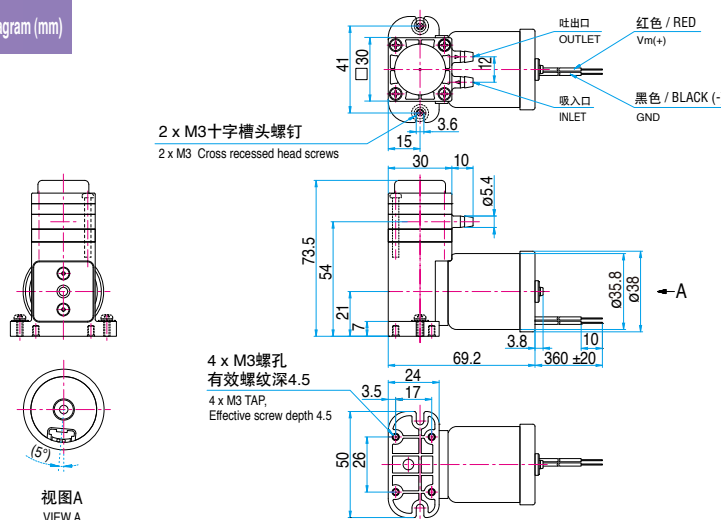 agram (mm)
吐出口
OUTLET
红色 / RED
Vm(+)
41
□30
12
吸入口
INLET
黑色 / BLACK (-
GND
2 x M3十字槽头螺钉
2 x M3 Cross recessed head screws
3.6
15
30
10
ø5.4
73.5
54
21
7
ø35.8
ø38
A
3.8
10
69.2
360 ±20
4 x M3螺孔
有效螺纹深4.5
4 x M3 TAP,
Effective screw depth 4.5
24
3.5
17
50
26
(5°)
视图A
VIEW A